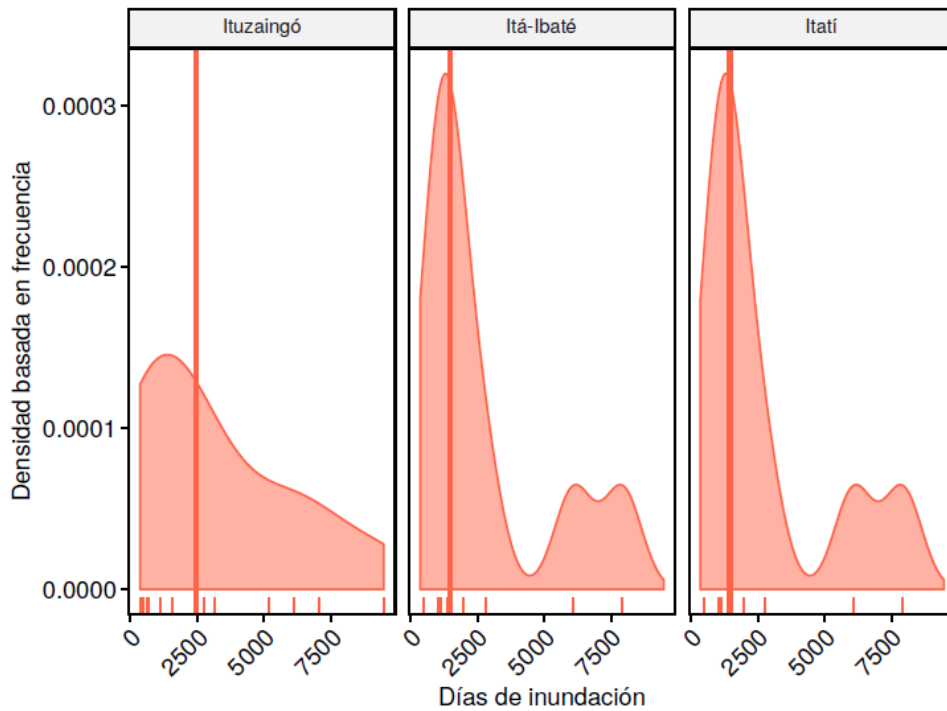 Ituzaingó
Itá-Ibaté
Itatí
Densidad basada en frecuencia
0.0003
0.0002
0.0001
0.0000
0 2500 5000 7500
0 2500 5000 7500
0 2500 5000 7500
Días de inundación